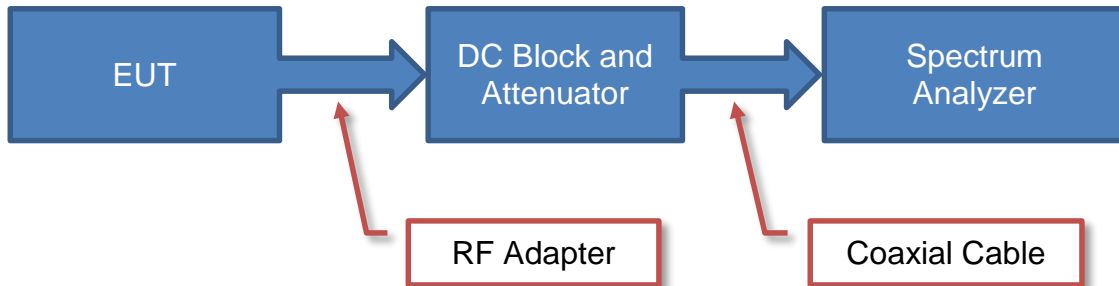 EUT
DC Block and
Attenuator
Spectrum
Analyzer
RF Adapter
Coaxial Cable